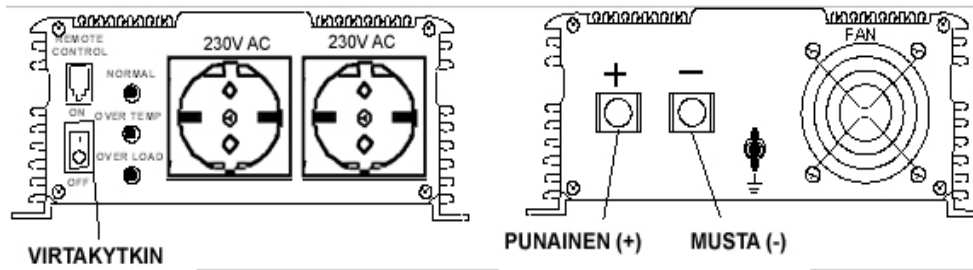 REMOTE
CONTROL
NORMAL
ON
OVER TEMP
OVER LOAD
OFF
230V AC
230V AC
VIRTAKYTKIN
FAN
+
−
PUNAINEN (+)
MUSTA (-)